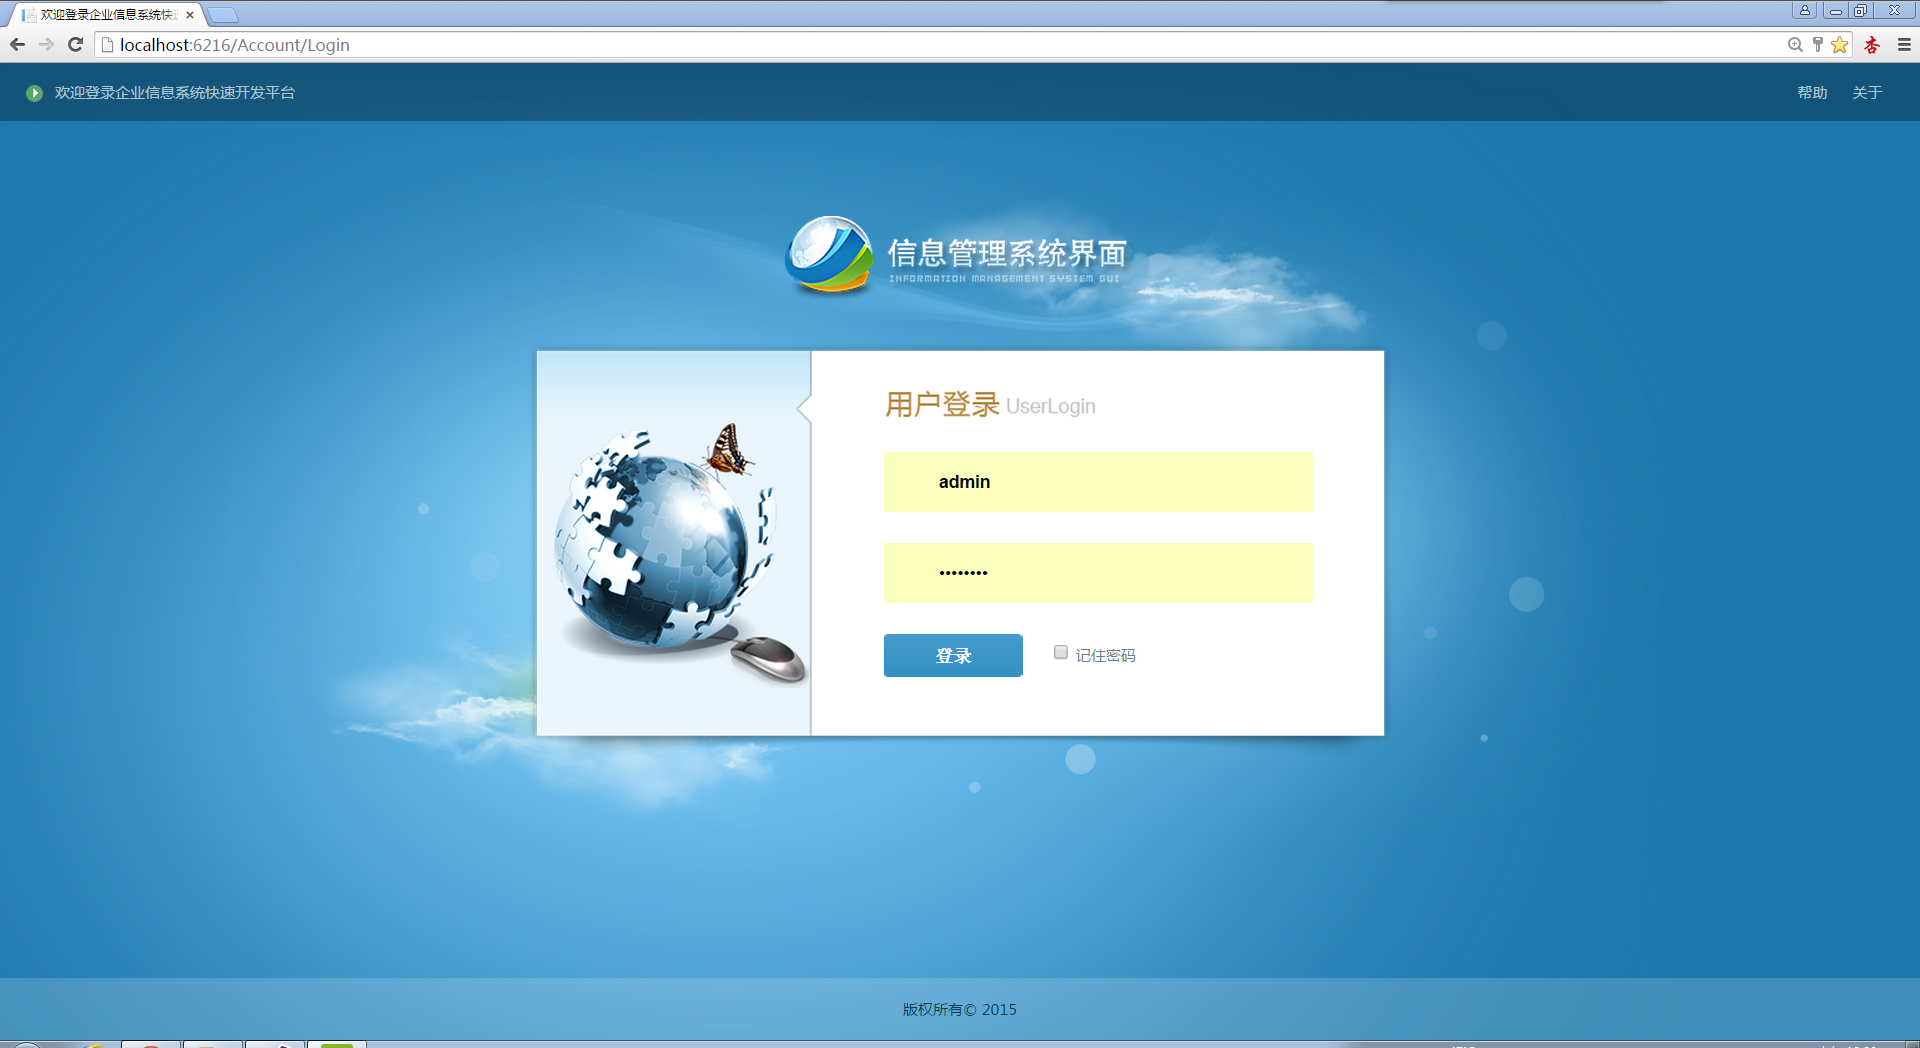 欢迎登录企业信息系统快
localhost:6216/Account/Login
欢迎登录企业信息系统快速开发平台
帮助 关于
信息管理系统界面
INFORMATION MANAGEMENT SYSTEM GUI
用户登录 UserLogin
admin
••••••••
登录 记住密码
版权所有© 2015